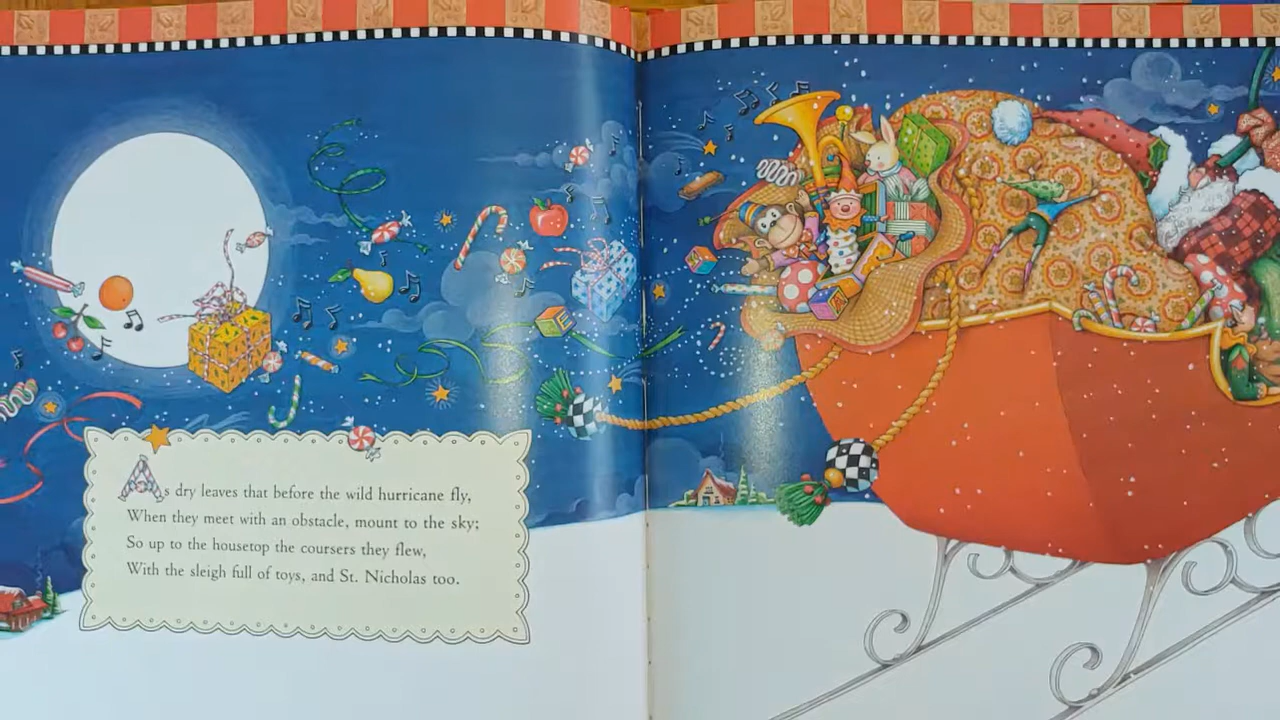 As dry leaves that before the wild hurricane fly,
When they meet with an obstacle, mount to the sky;
So up to the housetop the coursers they flew,
With the sleigh full of toys, and St. Nicholas too.
E